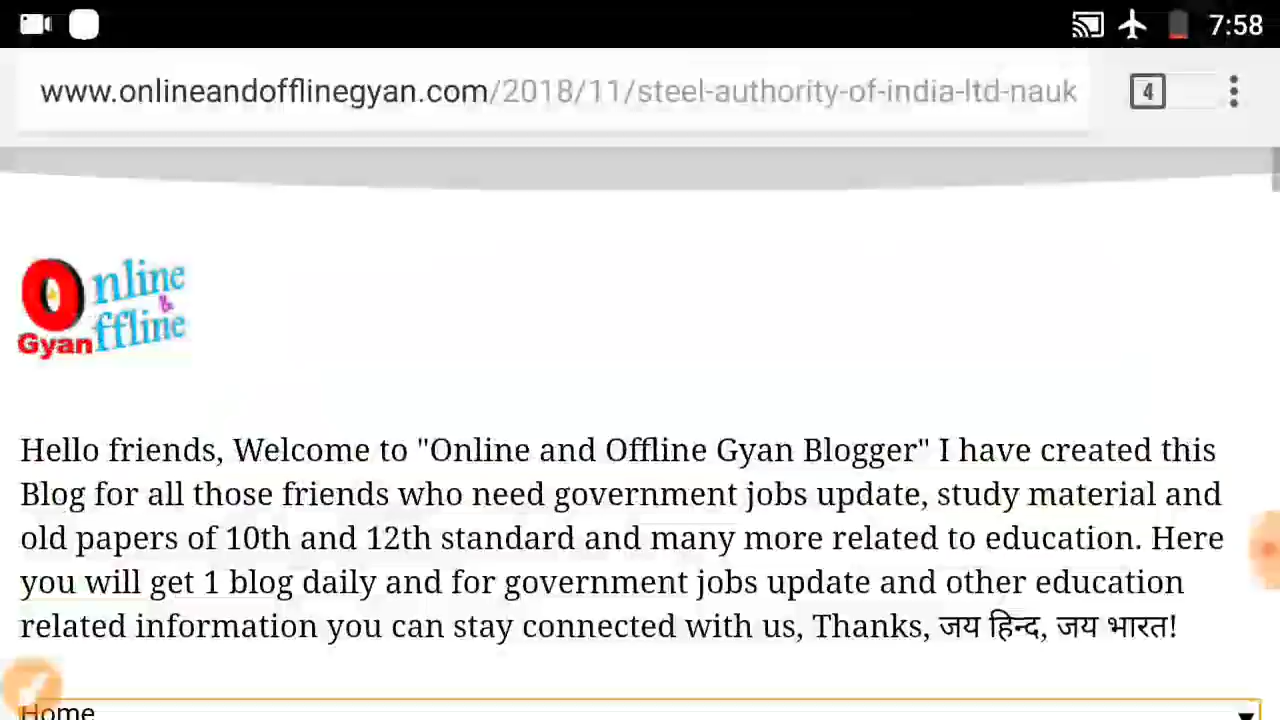 7:58
www.onlineandofflinegyan.com/2018/11/steel-authority-of-india-ltd-nauk
4
Online
&
Offline
Gyan
Hello friends, Welcome to "Online and Offline Gyan Blogger" I have created this
Blog for all those friends who need government jobs update, study material and
old papers of 10th and 12th standard and many more related to education. Here
you will get 1 blog daily and for government jobs update and other education
related information you can stay connected with us, Thanks, जय हिन्द, जय भारत!
Home